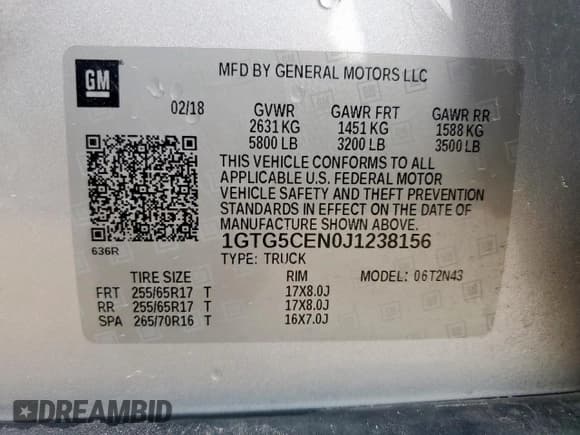 GM
MFD BY GENERAL MOTORS LLC
02/18 GVWR GAWR FRT GAWR RR
2631 KG 1451 KG 1588 KG
5800 LB 3200 LB 3500 LB
THIS VEHICLE CONFORMS TO ALL
APPLICABLE U.S. FEDERAL MOTOR
VEHICLE SAFETY AND THEFT PREVENTION
STANDARDS IN EFFECT ON THE DATE OF
MANUFACTURE SHOWN ABOVE.
636R 1GTG5CEN0J1238156
TYPE: TRUCK
TIRE SIZE RIM MODEL: 06T2N43
FRT 255/65R17 T 17X8.0J
RR 255/65R17 T 17X8.0J
SPA 265/70R16 T 16X7.0J
DREAMBID